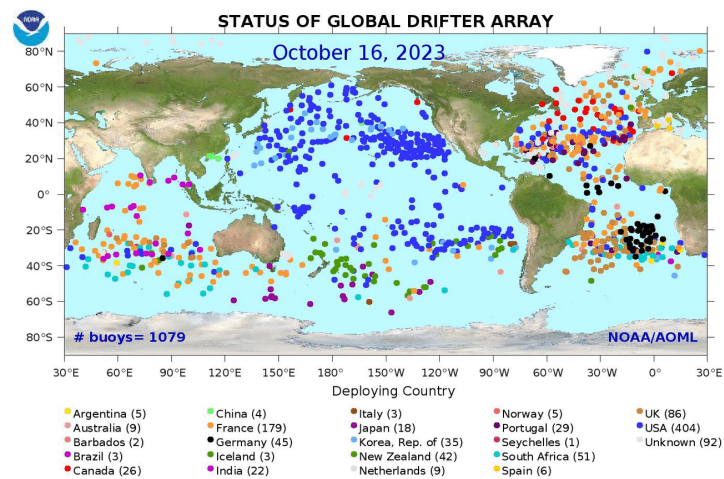 NOAA
STATUS OF GLOBAL DRIFTER ARRAY
October 16, 2023
80°N
60°N
40°N
20°N
0°
20°S
40°S
60°S
80°S
# buoys= 1079
NOAA/AOML
30°E 60°E 90°E 120°E 150°E 180° 150°W 120°W 90°W 60°W 30°W 0° 30°E
Deploying Country
Argentina (5) China (4) Italy (3) Norway (5) UK (86)
Australia (9) France (179) Japan (18) Portugal (29) USA (404)
Barbados (2) Germany (45) Korea, Rep. of (35) Seychelles (1) Unknown (92)
Brazil (3) Iceland (3) New Zealand (42) South Africa (51)
Canada (26) India (22) Netherlands (9) Spain (6)